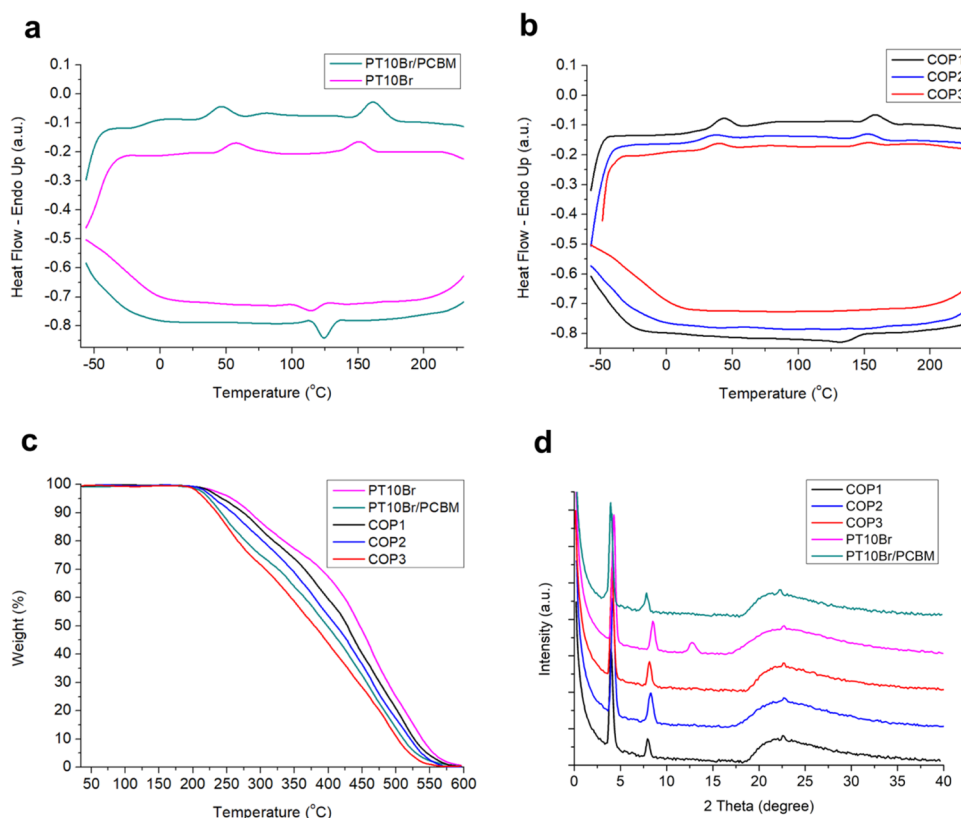 a
PT10Br/PCBM
PT10Br
0.1
0.0
-0.1
-0.2
-0.3
-0.4
-0.5
-0.6
-0.7
-0.8
Heat Flow - Endo Up (a.u.)
-50 0 50 100 150 200
Temperature (°C)
b
COP1
COP2
COP3
0.1
0.0
-0.1
-0.2
-0.3
-0.4
-0.5
-0.6
-0.7
-0.8
Heat Flow - Endo Up (a.u.)
-50 0 50 100 150 200
Temperature (°C)
c
PT10Br
PT10Br/PCBM
COP1
COP2
COP3
100
90
80
70
60
50
40
30
20
10
0
Weight (%)
50 100 150 200 250 300 350 400 450 500 550 600
Temperature (°C)
d
COP1
COP2
COP3
PT10Br
PT10Br/PCBM
Intensity (a.u.)
0 5 10 15 20 25 30 35 40
2 Theta (degree)